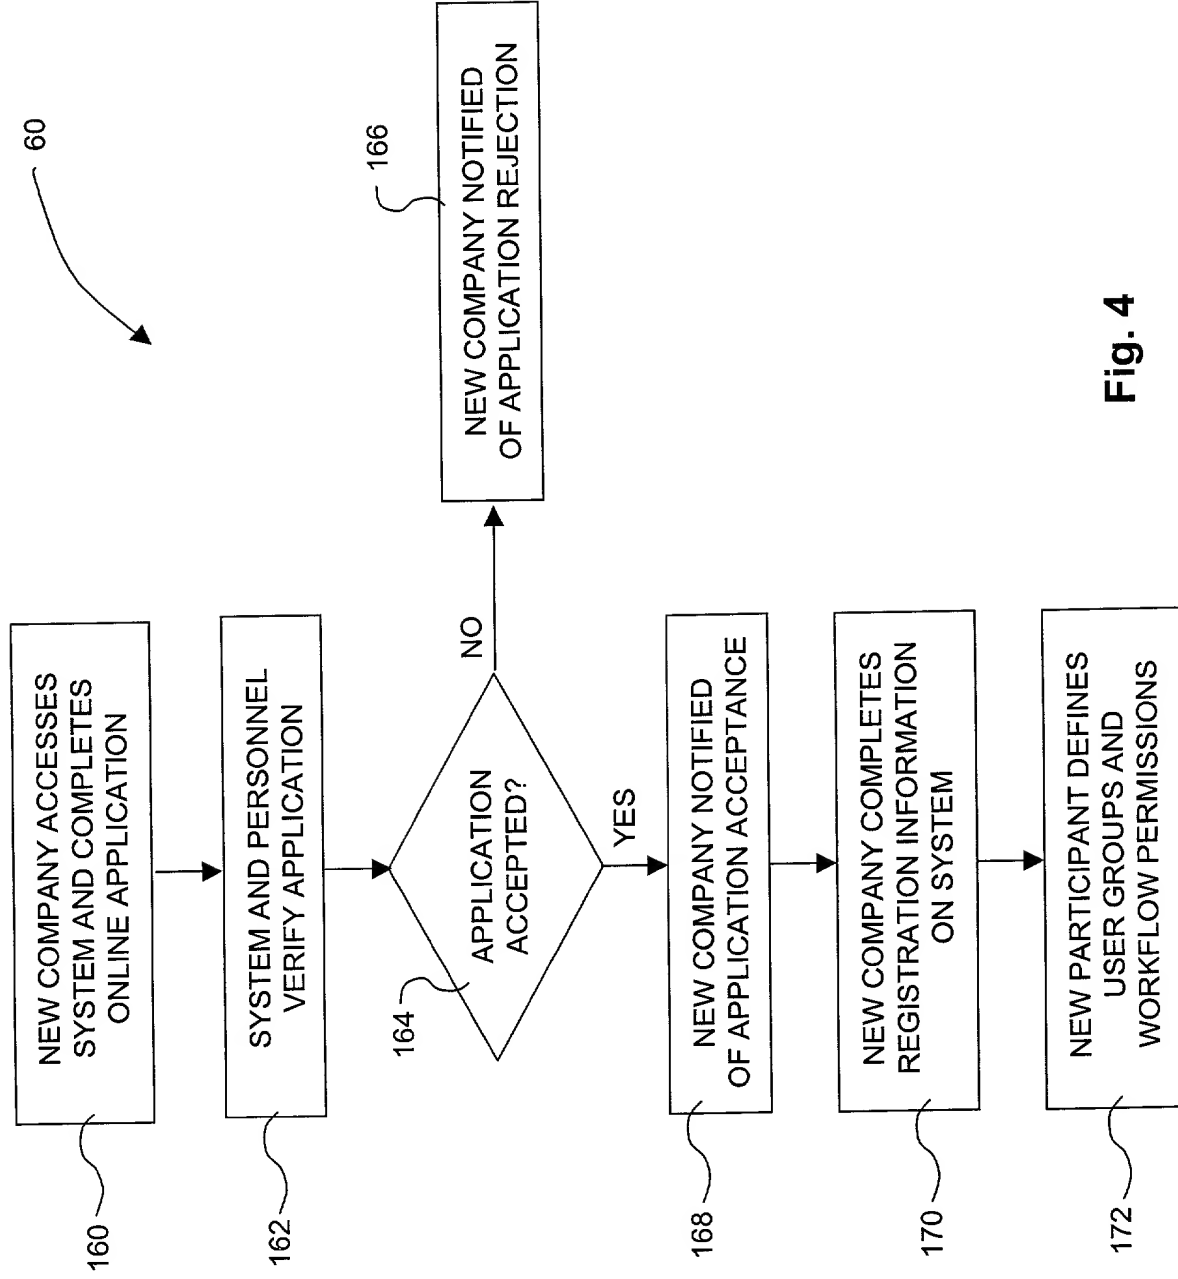 60
160
NEW COMPANY ACCESSES
SYSTEM AND COMPLETES
ONLINE APPLICATION
162
SYSTEM AND PERSONNEL
VERIFY APPLICATION
164
APPLICATION
ACCEPTED?
NO
166
NEW COMPANY NOTIFIED
OF APPLICATION REJECTION
YES
168
NEW COMPANY NOTIFIED
OF APPLICATION ACCEPTANCE
170
NEW COMPANY COMPLETES
REGISTRATION INFORMATION
ON SYSTEM
172
NEW PARTICIPANT DEFINES
USER GROUPS AND
WORKFLOW PERMISSIONS
Fig. 4